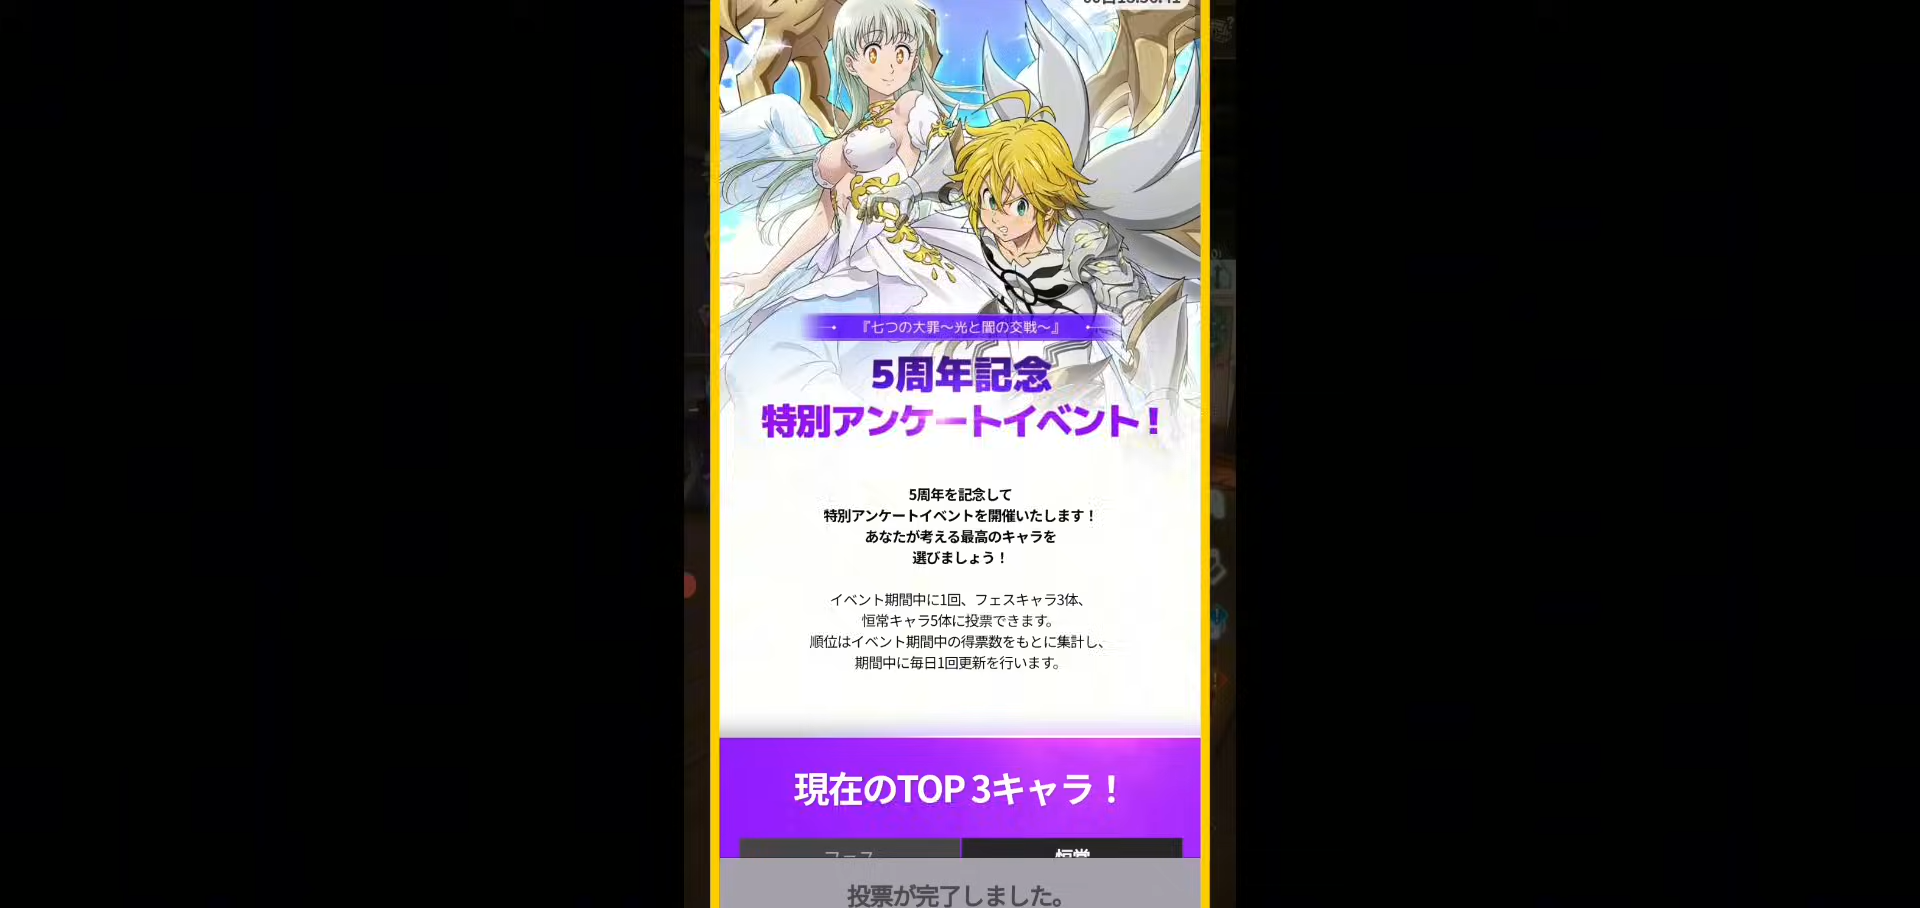 『七つの大罪〜光と闇の交戦〜』
5周年記念
特別アンケートイベント！
5周年を記念して
特別アンケートイベントを開催いたします！
あなたが考える最高のキャラを
選びましょう！
イベント期間中に1回、フェスキャラ3体、
恒常キャラ5体に投票できます。
順位はイベント期間中の得票数をもとに集計し、
期間中に毎日1回更新を行います。
現在のTOP 3キャラ！
フェス
恒常
投票が完了しました。